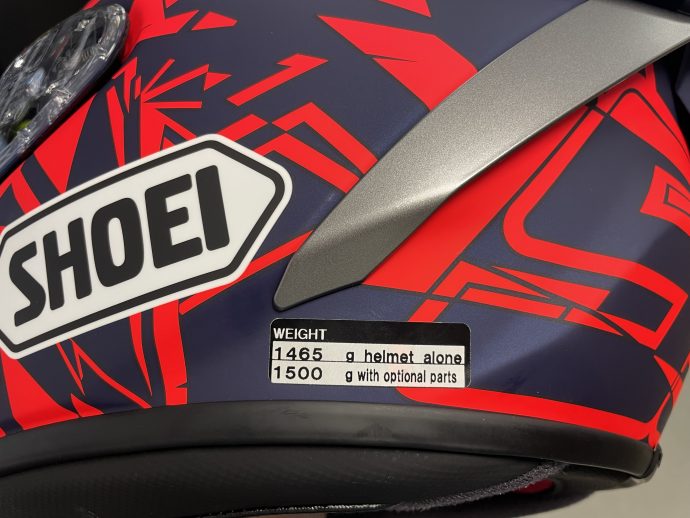 SHOEI
WEIGHT
1465 g helmet alone
1500 g with optional parts